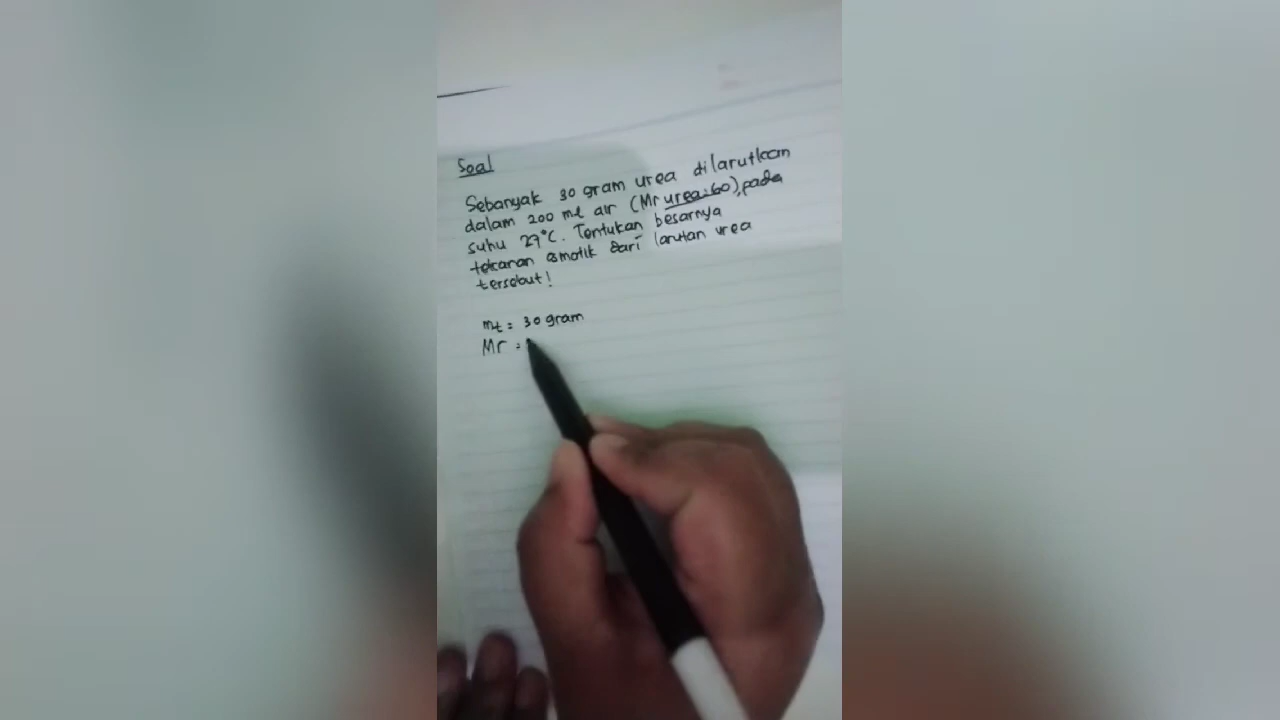 Soal
Sebanyak 30 gram urea dilarutkan
dalam 200 ml air (Mr urea:60), pada
suhu 27°C. Tentukan besarnya
tekanan osmotik dari larutan urea
tersebut!
mt = 30 gram
Mr =